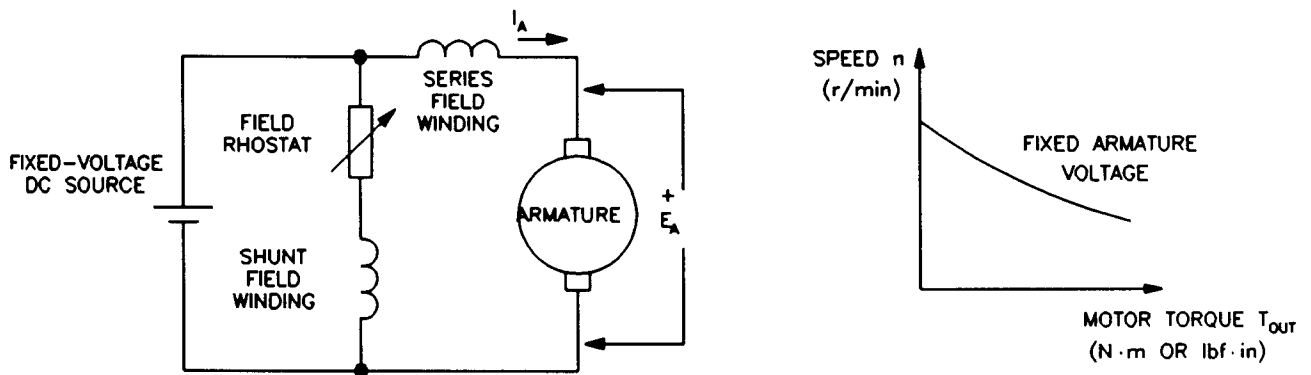 I_A
SERIES
FIELD
WINDING
FIELD
RHOSTAT
FIXED-VOLTAGE
DC SOURCE
ARMATURE
+
E_A
SHUNT
FIELD
WINDING
SPEED n
(r/min)
FIXED ARMATURE
VOLTAGE
MOTOR TORQUE T_OUT
(N·m OR lbf·in)